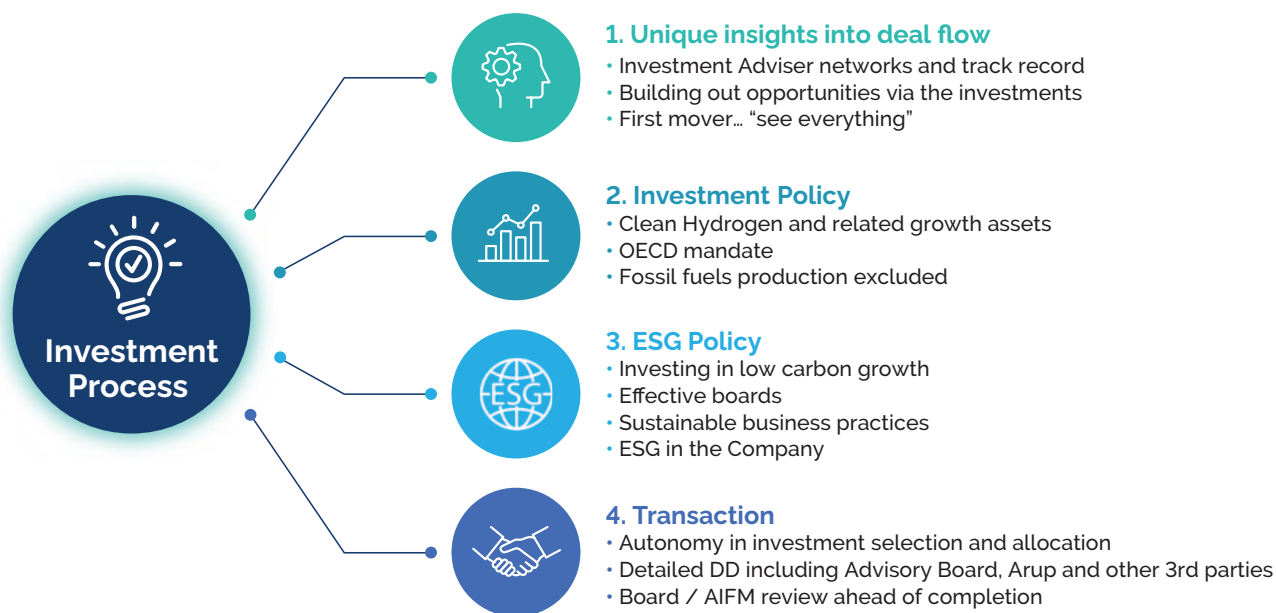 Investment
Process
1. Unique insights into deal flow
• Investment Adviser networks and track record
• Building out opportunities via the investments
• First mover… “see everything”
2. Investment Policy
• Clean Hydrogen and related growth assets
• OECD mandate
• Fossil fuels production excluded
ESG
3. ESG Policy
• Investing in low carbon growth
• Effective boards
• Sustainable business practices
• ESG in the Company
4. Transaction
• Autonomy in investment selection and allocation
• Detailed DD including Advisory Board, Arup and other 3rd parties
• Board / AIFM review ahead of completion